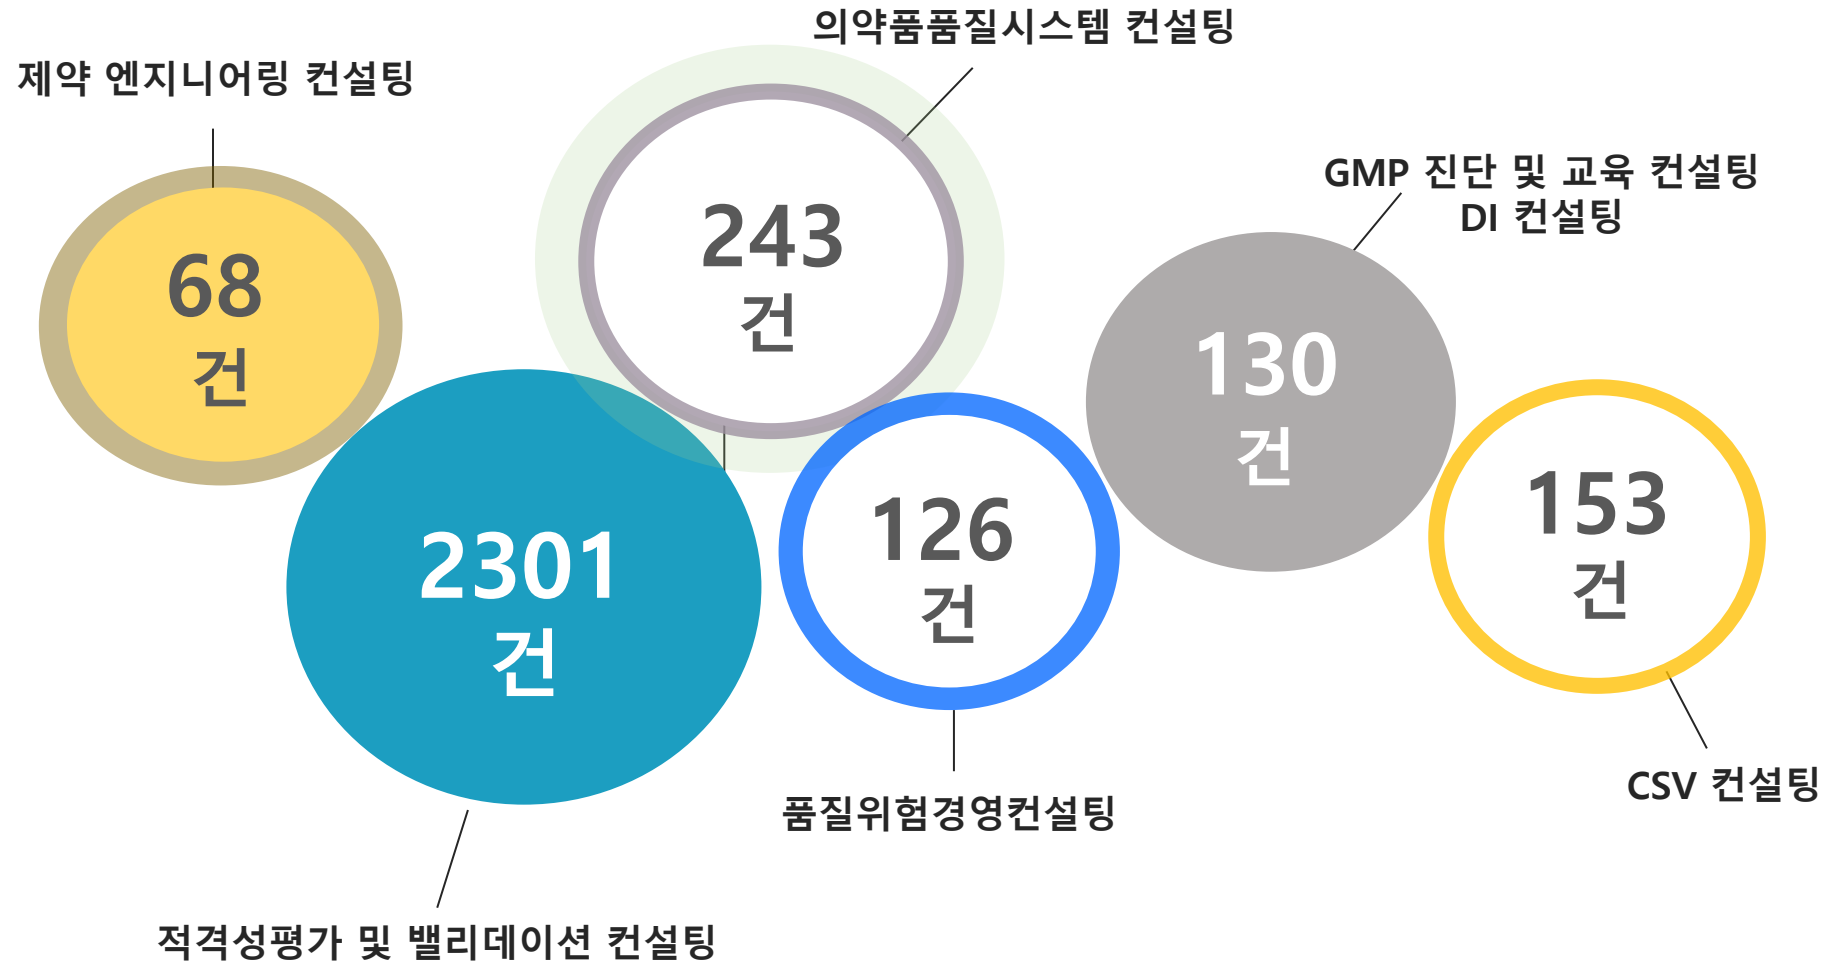 의약품품질시스템 컨설팅
제약 엔지니어링 컨설팅
GMP 진단 및 교육 컨설팅
DI 컨설팅
68
건
243
건
130
건
2301
건
126
건
153
건
CSV 컨설팅
품질위험경영컨설팅
적격성평가 및 밸리데이션 컨설팅